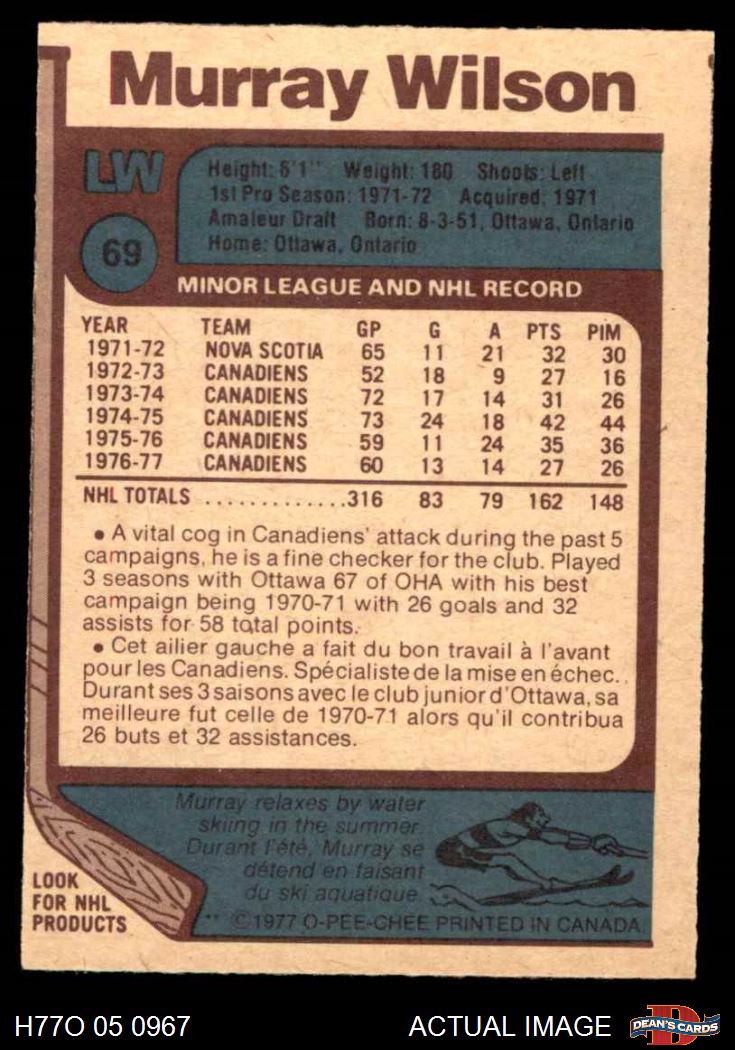 Murray Wilson
LW
Height: 6'1" Weight: 180 Shoots: Left
1st Pro Season: 1971-72 Acquired: 1971
Amateur Draft Born: 8-3-51, Ottawa, Ontario
Home: Ottawa, Ontario
69
MINOR LEAGUE AND NHL RECORD
YEAR TEAM GP G A PTS PIM
1971-72 NOVA SCOTIA 65 11 21 32 30
1972-73 CANADIENS 52 18 9 27 16
1973-74 CANADIENS 72 17 14 31 26
1974-75 CANADIENS 73 24 18 42 44
1975-76 CANADIENS 59 11 24 35 36
1976-77 CANADIENS 60 13 14 27 26
NHL TOTALS .............316 83 79 162 148
• A vital cog in Canadiens' attack during the past 5
campaigns, he is a fine checker for the club. Played
3 seasons with Ottawa 67 of OHA with his best
campaign being 1970-71 with 26 goals and 32
assists for 58 total points.
• Cet ailier gauche a fait du bon travail à l'avant
pour les Canadiens. Spécialiste de la mise en échec.
Durant ses 3 saisons avec le club junior d'Ottawa, sa
meilleure fut celle de 1970-71 alors qu'il contribua
26 buts et 32 assistances.
Murray relaxes by water
skiing in the summer.
Durant l'été, Murray se
détend en faisant
du ski aquatique.
LOOK
FOR NHL
PRODUCTS
** © 1977 O-PEE-CHEE PRINTED IN CANADA.
H77O 05 0967 ACTUAL IMAGE DEAN'S CARDS